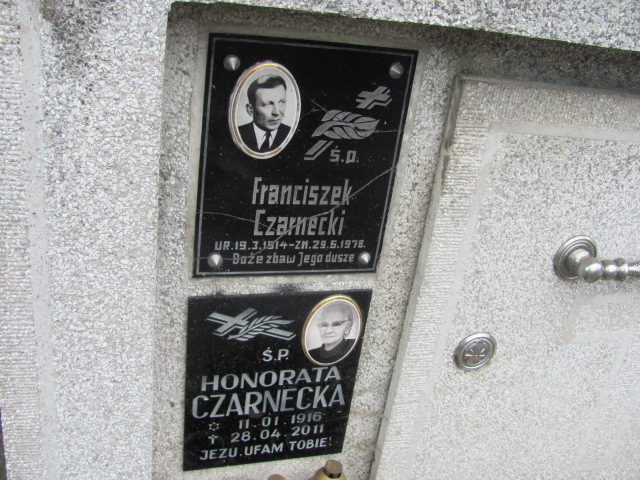 Ś.p.
Franciszek
Czarnecki
UR.19.3.1914-ZM.29.5.1978.
Boże zbaw Jego duszę
Ś.P.
HONORATA
CZARNECKA
☼ 11.01.1916
✝ 28.04.2011
JEZU.UFAM TOBIE!